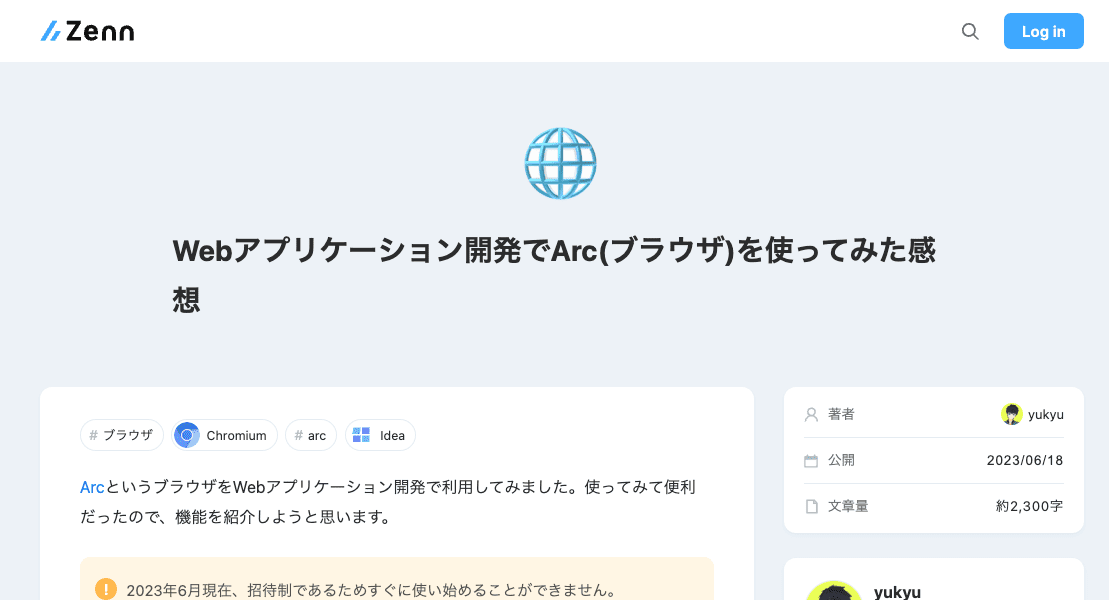 Zenn
Log in
Webアプリケーション開発でArc(ブラウザ)を使ってみた感
想
# ブラウザ
Chromium
# arc
Idea
Arcというブラウザをwebアプリケーション開発で利用してみました。使ってみて便利
だったので、機能を紹介しようと思います。
! 2023年6月現在、招待制であるためすぐに使い始めることができません。
著者 yukyu
公開 2023/06/18
文章量 約2,300字
yukyu